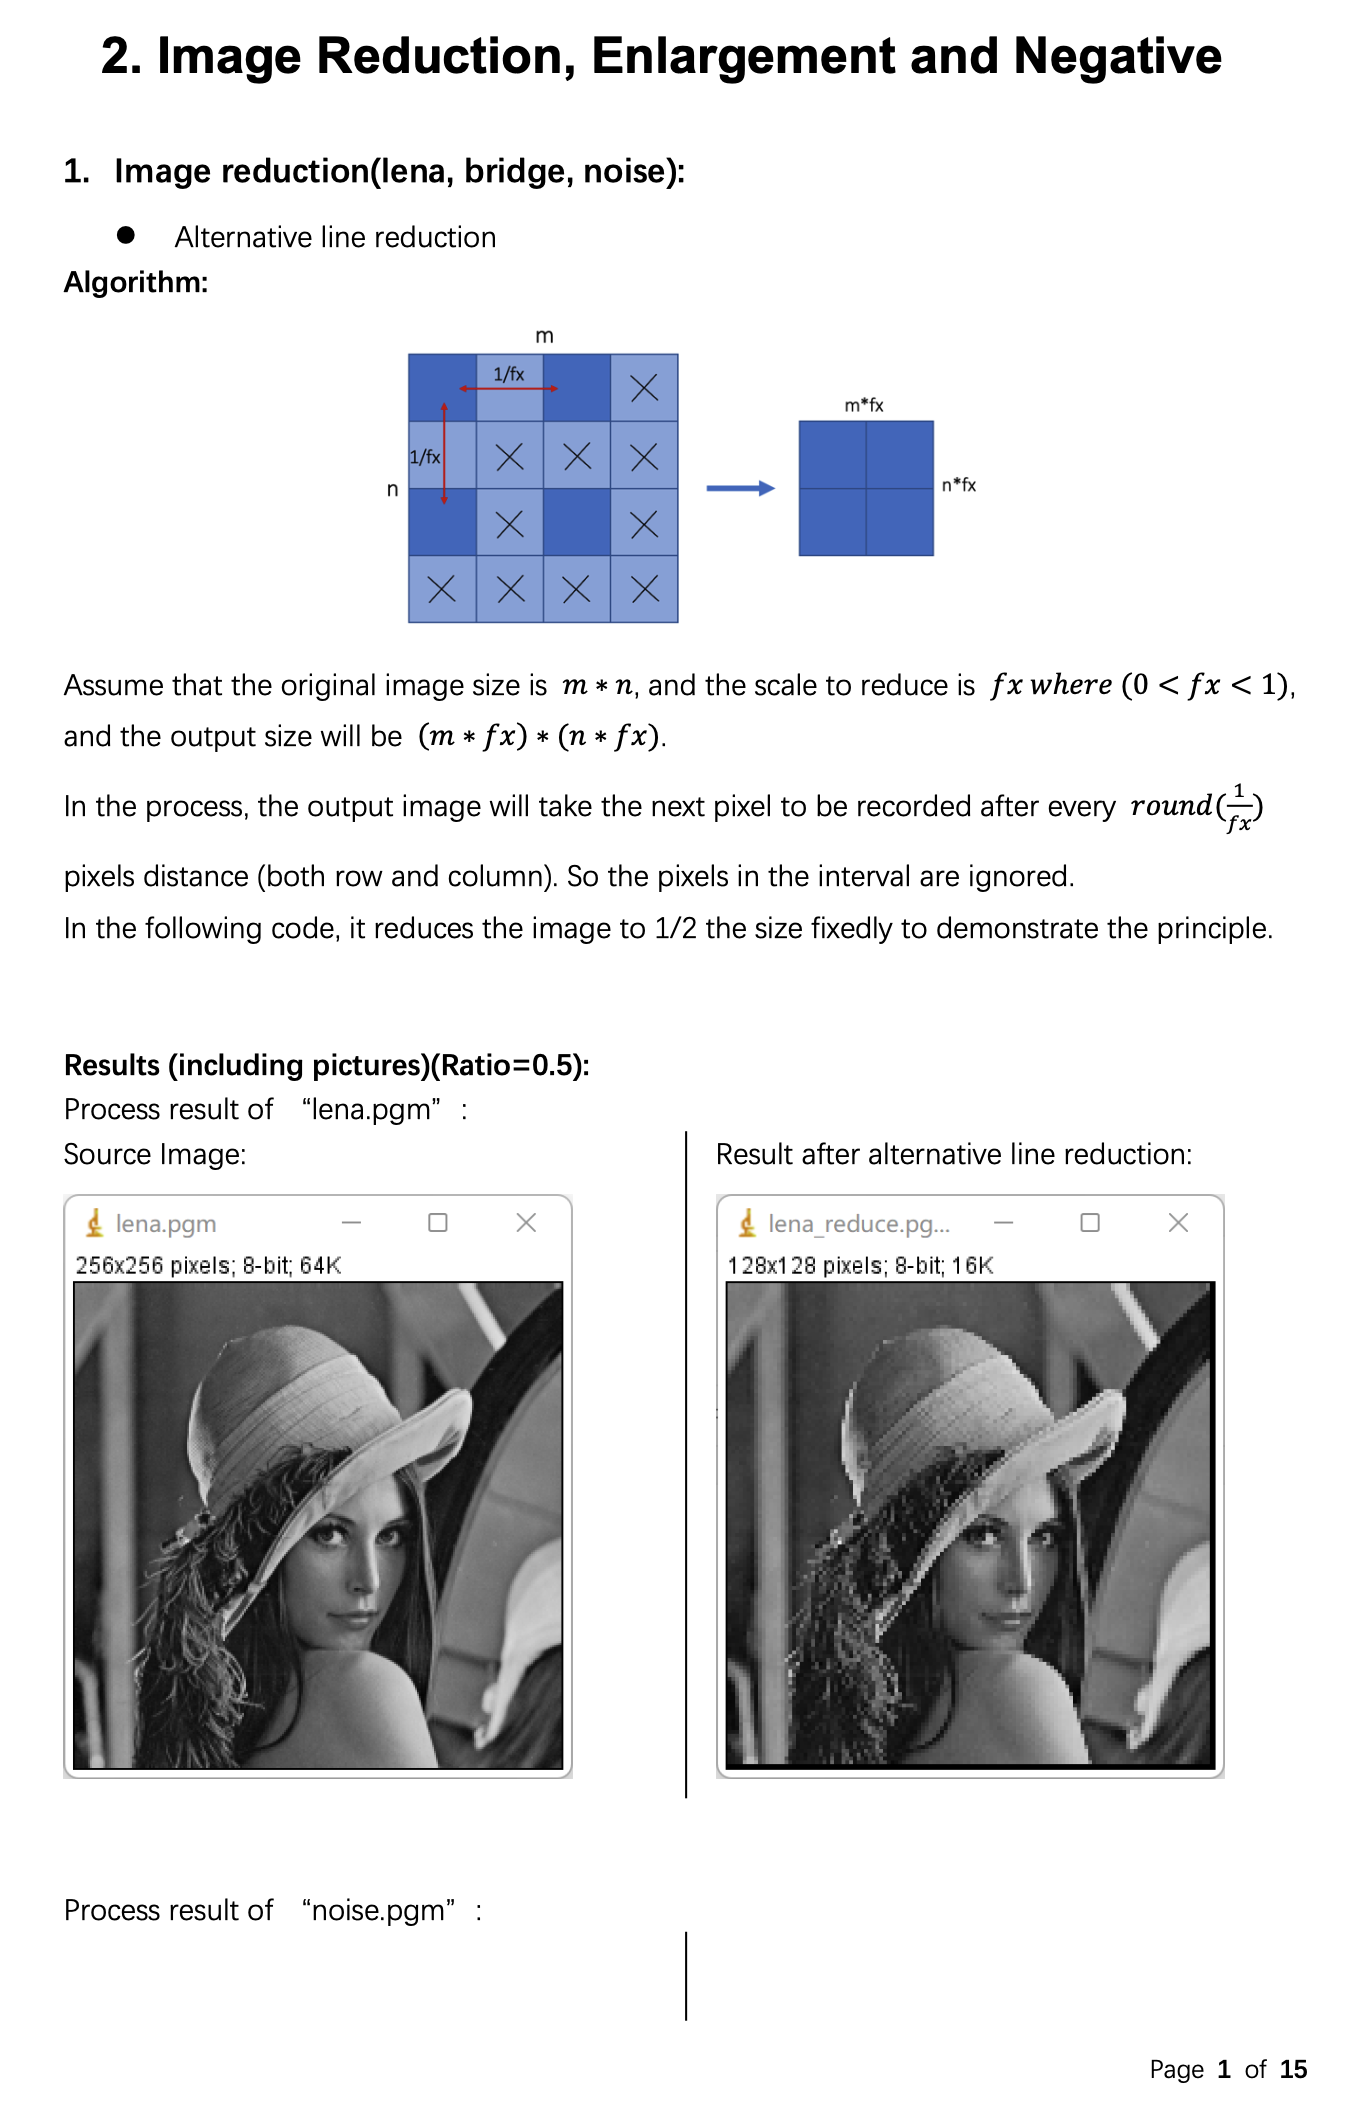 2. Image Reduction, Enlargement and Negative
1. Image reduction(lena, bridge, noise):
● Alternative line reduction
Algorithm:
m
1/fx
1/fx
n
m*fx
n*fx
Assume that the original image size is m ∗ n, and the scale to reduce is fx where (0 < fx < 1),
and the output size will be (m ∗ fx) ∗ (n ∗ fx).
In the process, the output image will take the next pixel to be recorded after every round(1/fx)
pixels distance (both row and column). So the pixels in the interval are ignored.
In the following code, it reduces the image to 1/2 the size fixedly to demonstrate the principle.
Results (including pictures)(Ratio=0.5):
Process result of “lena.pgm” :
Source Image:
Result after alternative line reduction:
lena.pgm
256x256 pixels; 8-bit; 64K
lena_reduce.pg...
128x128 pixels; 8-bit; 16K
Process result of “noise.pgm” :
Page 1 of 15